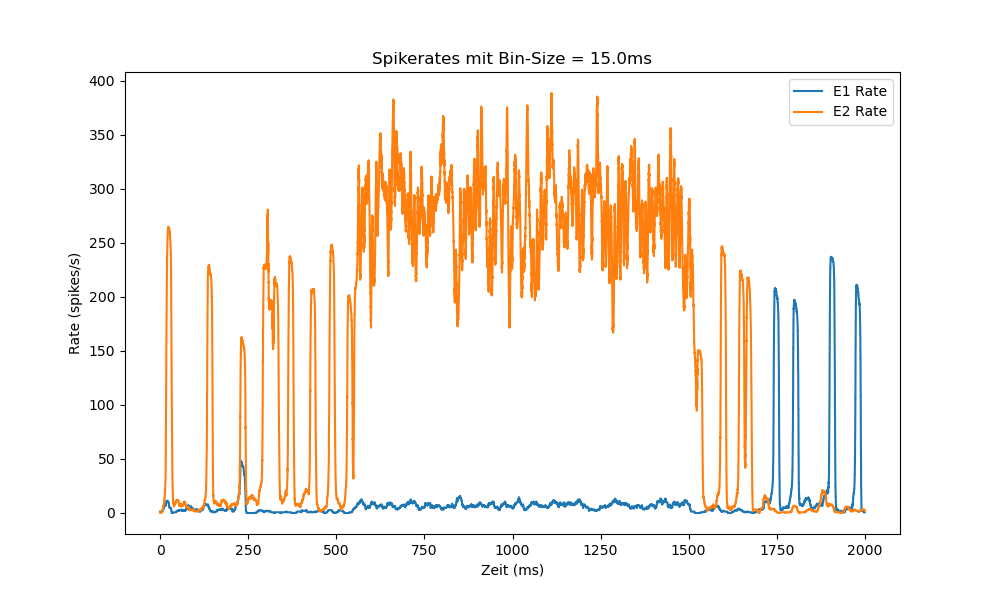 Spikerates mit Bin-Size = 15.0ms
E1 Rate
E2 Rate
400
350
300
250
200
150
100
50
0
Rate (spikes/s)
0 250 500 750 1000 1250 1500 1750 2000
Zeit (ms)